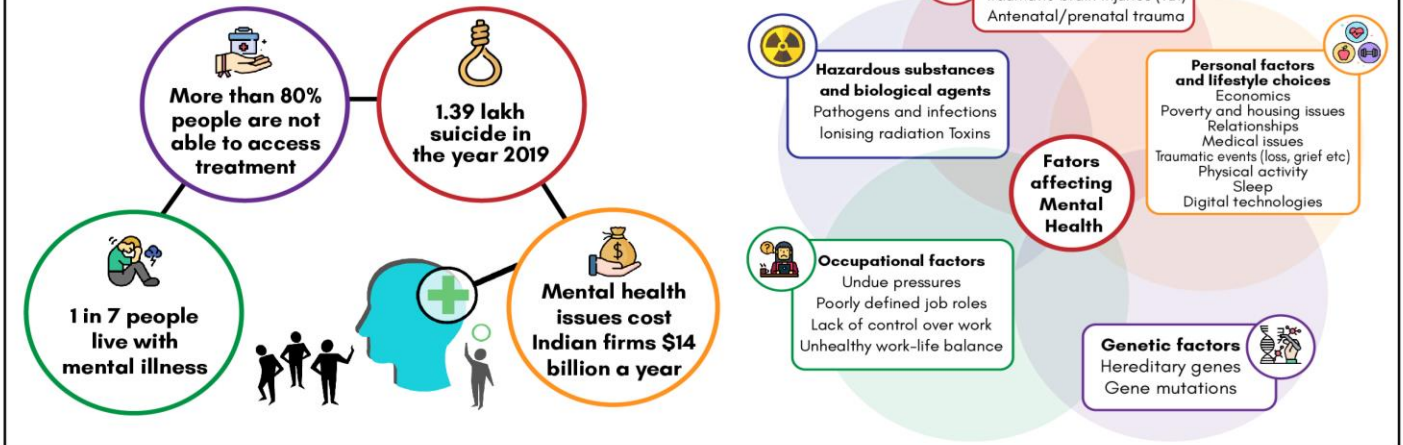 More than 80%
people are not
able to access
treatment
1.39 lakh
suicide in
the year 2019
1 in 7 people
live with
mental illness
Mental health
issues cost
Indian firms $14
billion a year
Antenatal/prenatal trauma
Hazardous substances
and biological agents
Pathogens and infections
Ionising radiation Toxins
Personal factors
and lifestyle choices
Economics
Poverty and housing issues
Relationships
Medical issues
Traumatic events (loss, grief etc)
Physical activity
Sleep
Digital technologies
Fators
affecting
Mental
Health
Occupational factors
Undue pressures
Poorly defined job roles
Lack of control over work
Unhealthy work-life balance
Genetic factors
Hereditary genes
Gene mutations